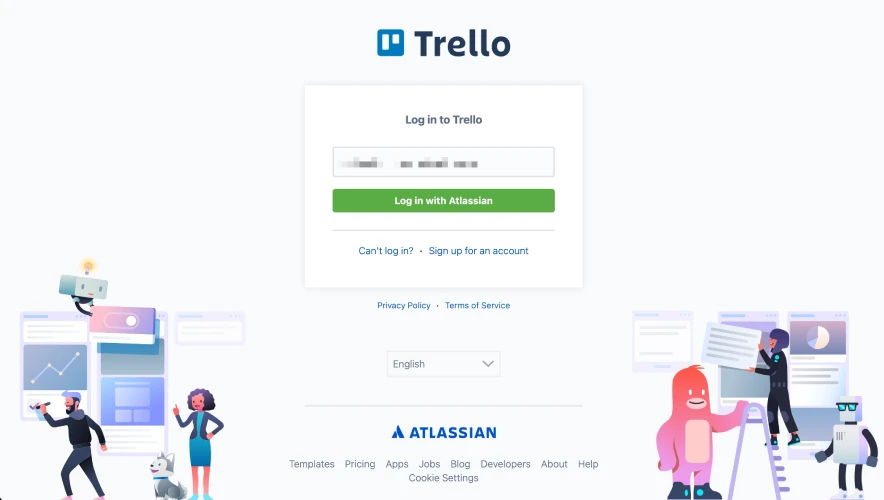 Trello
Log in to Trello
Log in with Atlassian
Can't log in? • Sign up for an account
Privacy Policy • Terms of Service
English
ATLASSIAN
Templates Pricing Apps Jobs Blog Developers About Help
Cookie Settings